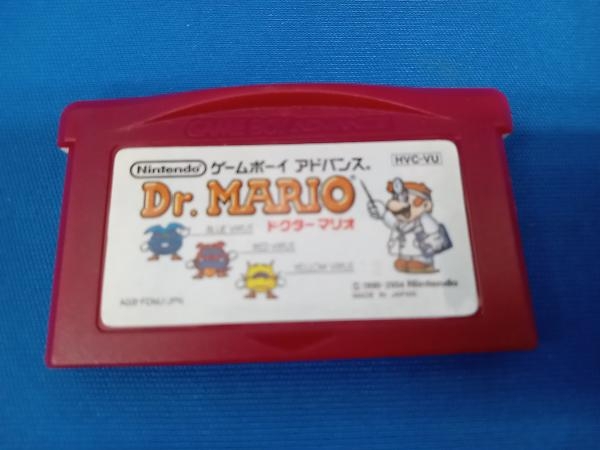 GAME BOY ADVANCE
Nintendo ゲームボーイ アドバンス。
HVC-VU
Dr. MARIO
ドクターマリオ
BLUE VIRUS
RED VIRUS
YELLOW VIRUS
AGB-FDMJ-JPN
© 1990-2004 Nintendo
MADE IN JAPAN